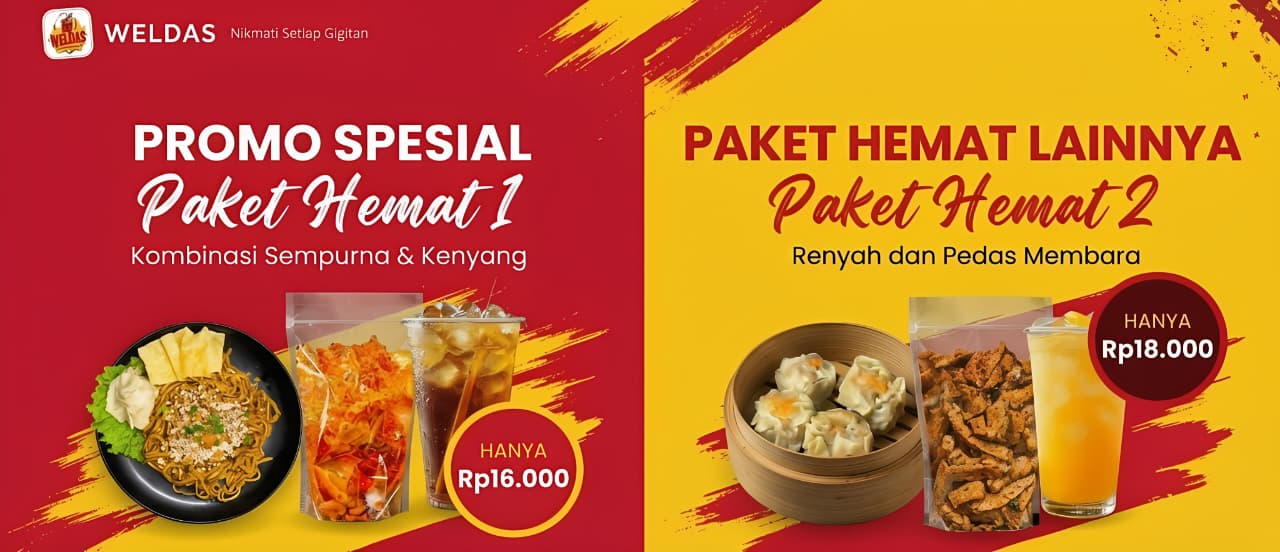 WELDAS
WELDAS Nikmati Setlap Gigitan
PROMO SPESIAL
Paket Hemat 1
Kombinasi Sempurna & Kenyang
HANYA
Rp16.000
PAKET HEMAT LAINNYA
Paket Hemat 2
Renyah dan Pedas Membara
HANYA
Rp18.000